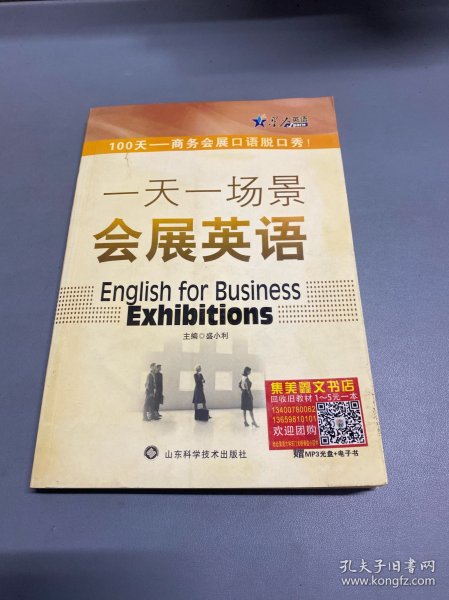 英语
100天——商务会展口语脱口秀！
一天一场景
会展英语
English for Business
Exhibitions
主编◎盛小利
集美鑫文书店
回收旧教材1～5元一本
13400780062
13659810101
欢迎团购
赠MP3光盘+电子书
山东科学技术出版社
孔夫子旧书网
www.kongfz.com